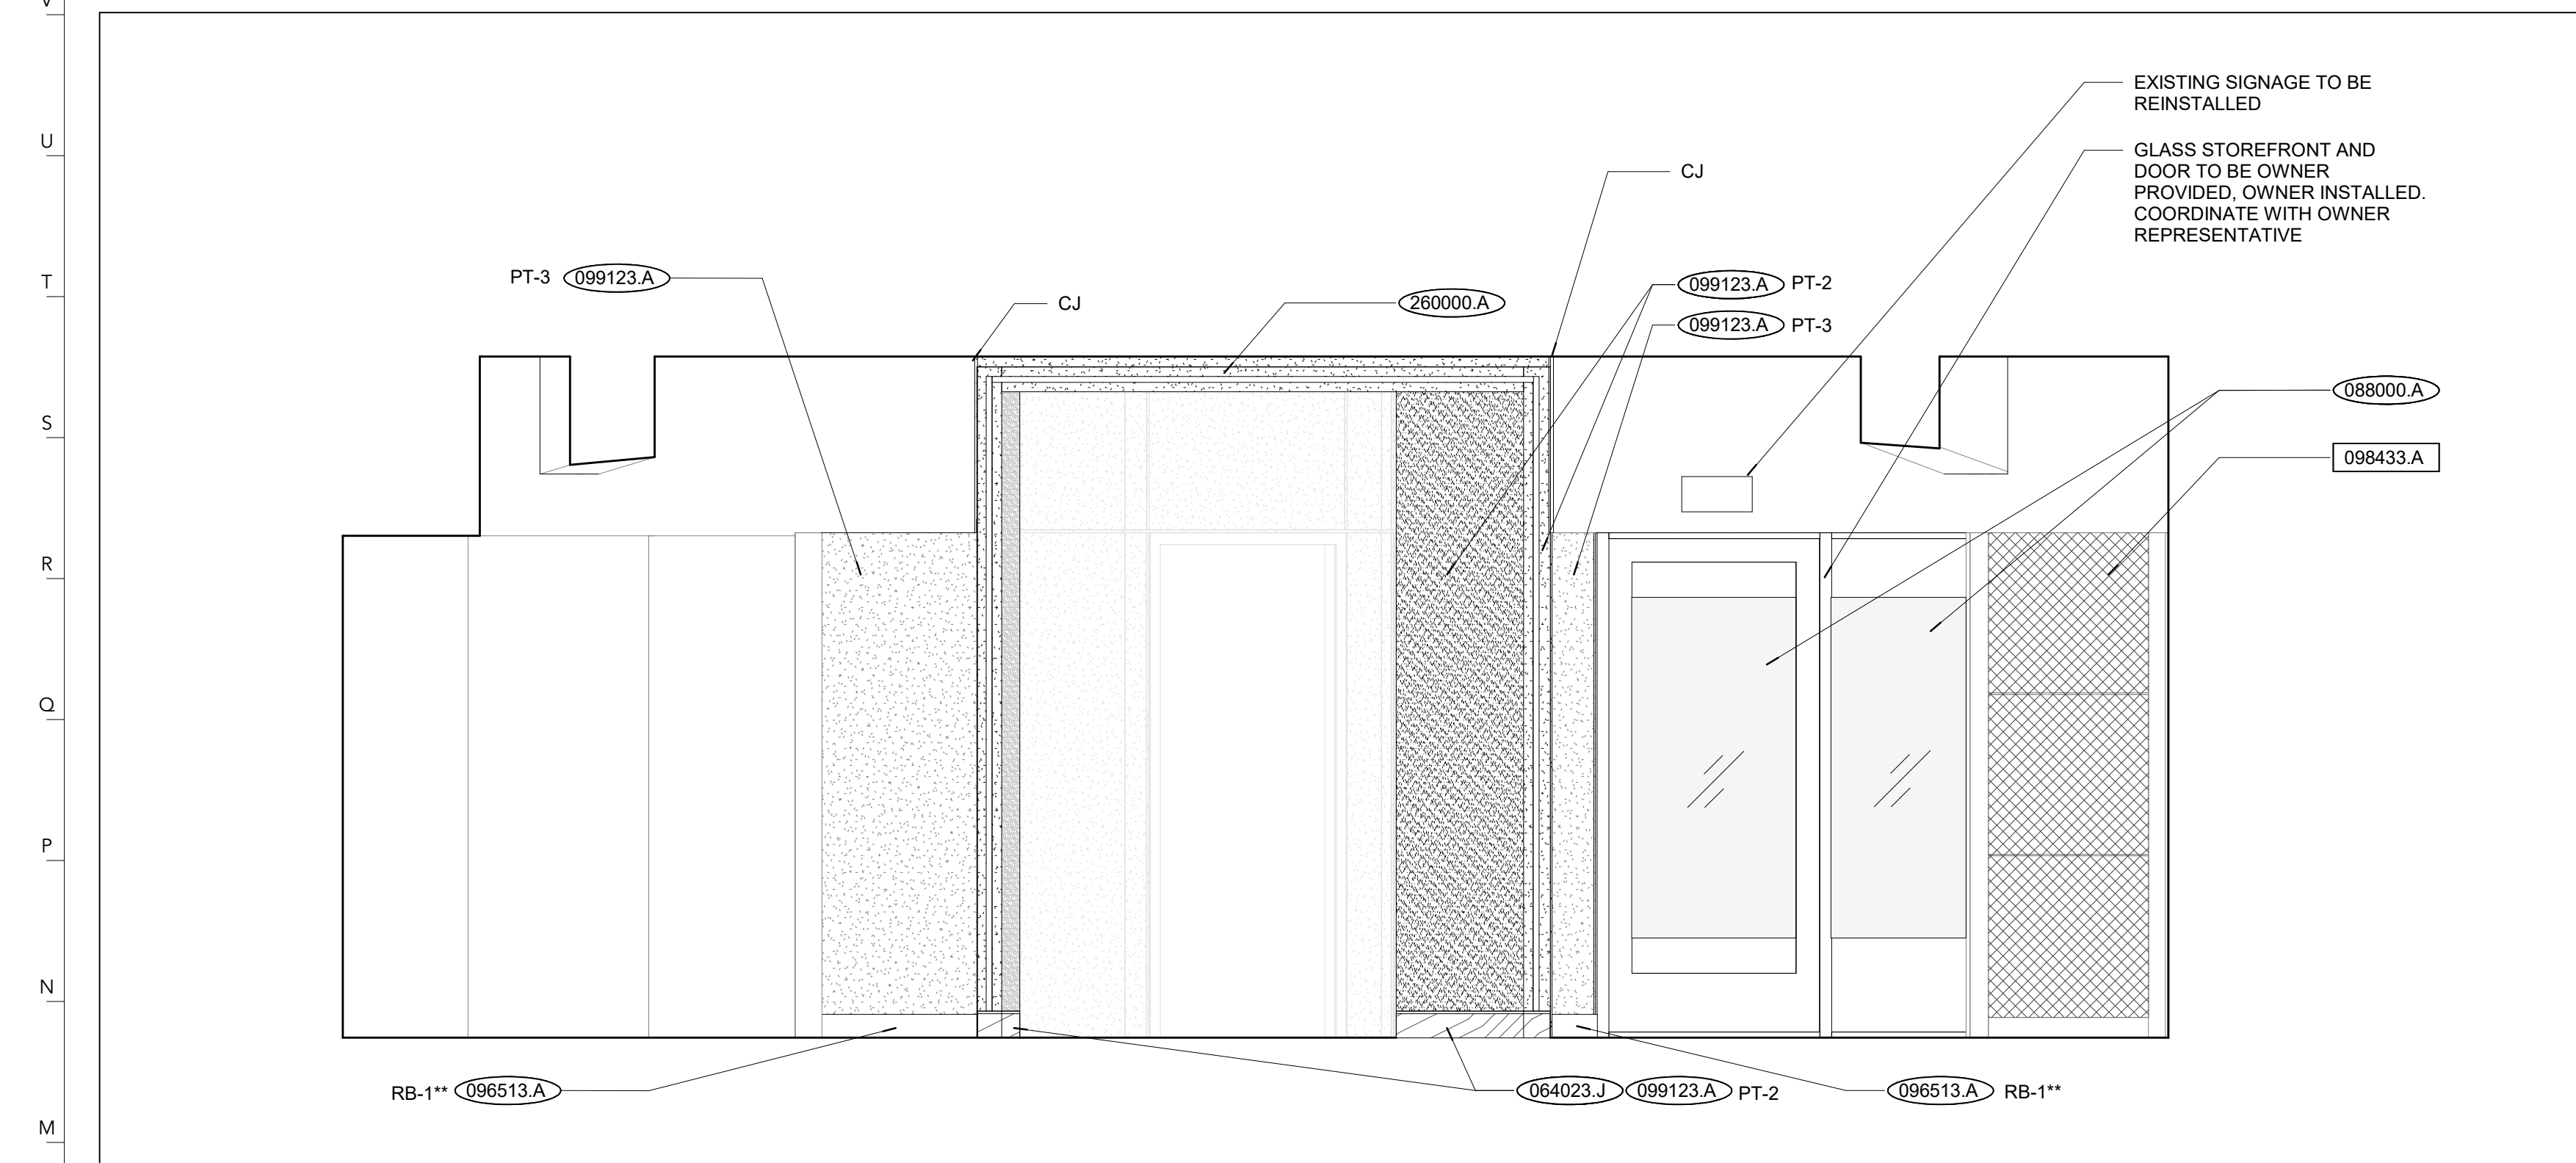 V
EXISTING SIGNAGE TO BE
REINSTALLED
U
GLASS STOREFRONT AND
DOOR TO BE OWNER
PROVIDED, OWNER INSTALLED.
COORDINATE WITH OWNER
REPRESENTATIVE
CJ
T
PT-3 099123.A
099123.A PT-2
CJ
260000.A
099123.A PT-3
088000.A
S
098433.A
R
Q
P
N
RB-1** 096513.A
064023.J 099123.A PT-2
096513.A RB-1**
M